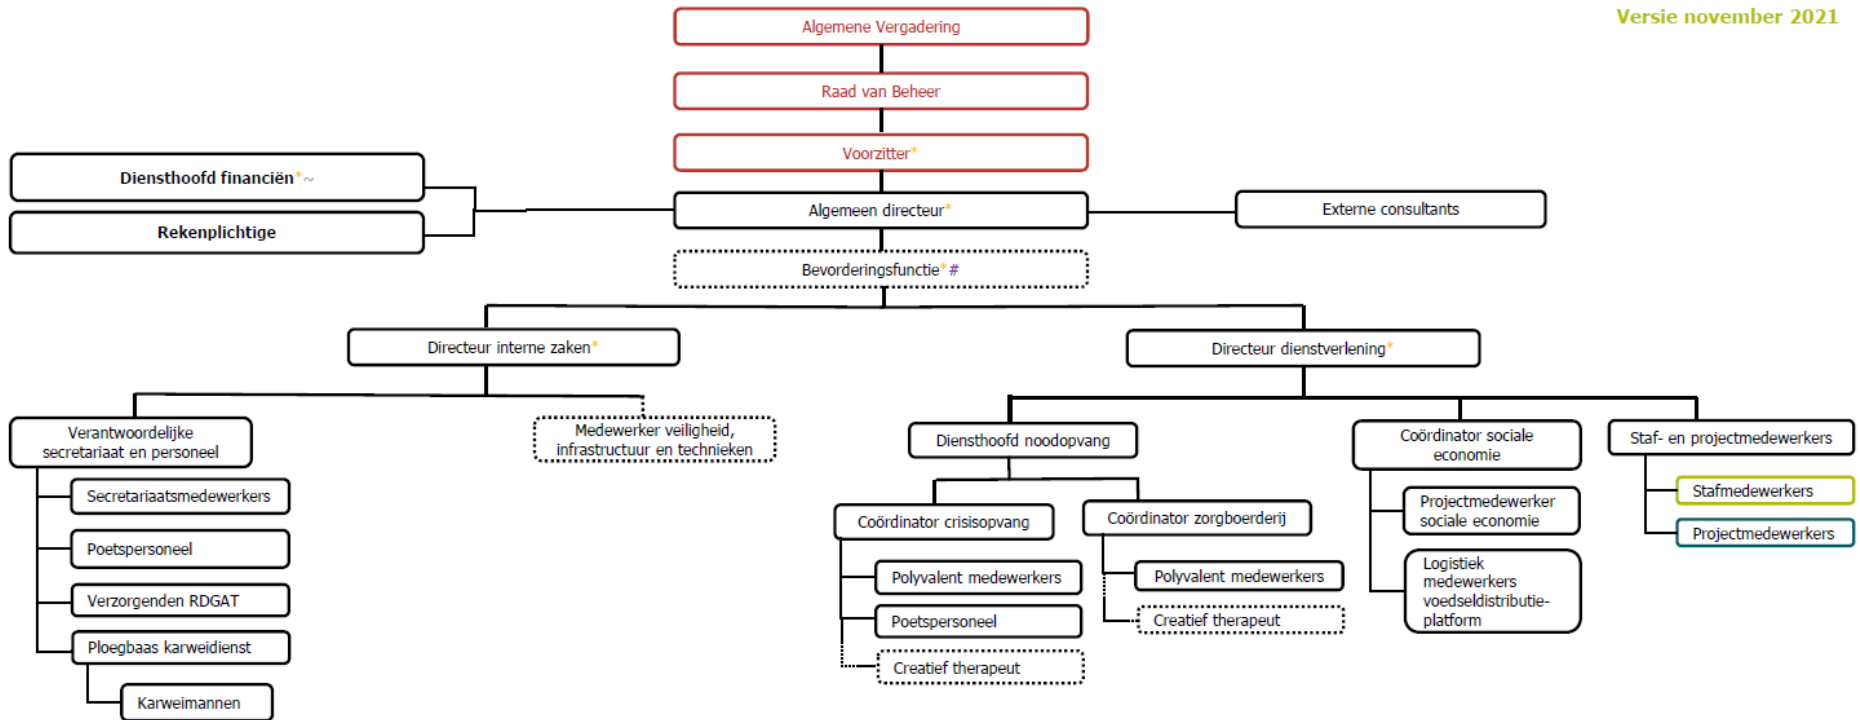 Versie november 2021
Algemene Vergadering
Raad van Beheer
Voorzitter*
Diensthoofd financiën*~
Rekenplichtige
Algemeen directeur*
Externe consultants
Bevorderingsfunctie*#
Directeur interne zaken*
Directeur dienstverlening*
Verantwoordelijke
secretariaat en personeel
Secretariaatsmedewerkers
Poetspersoneel
Verzorgenden RDGAT
Ploegbaas karweidienst
Karweimannen
Medewerker veiligheid,
infrastructuur en technieken
Diensthoofd noodopvang
Coördinator crisisopvang
Polyvalent medewerkers
Poetspersoneel
Creatief therapeut
Coördinator zorgboerderij
Polyvalent medewerkers
Creatief therapeut
Coördinator sociale
economie
Projectmedewerker
sociale economie
Logistiek
medewerkers
voedseldistributie-
platform
Staf- en projectmedewerkers
Stafmedewerkers
Projectmedewerkers